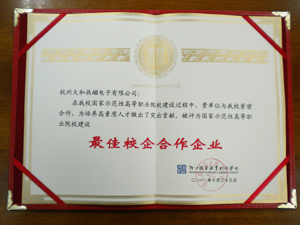 杭州大和热磁电子有限公司:
在我校国家示范性高等职业院校建设过程中,贵单位与我校紧密
合作,为培养高素质人才做出了突出贡献,被评为国家示范性高等职
业院校建设
最佳校企合作企业